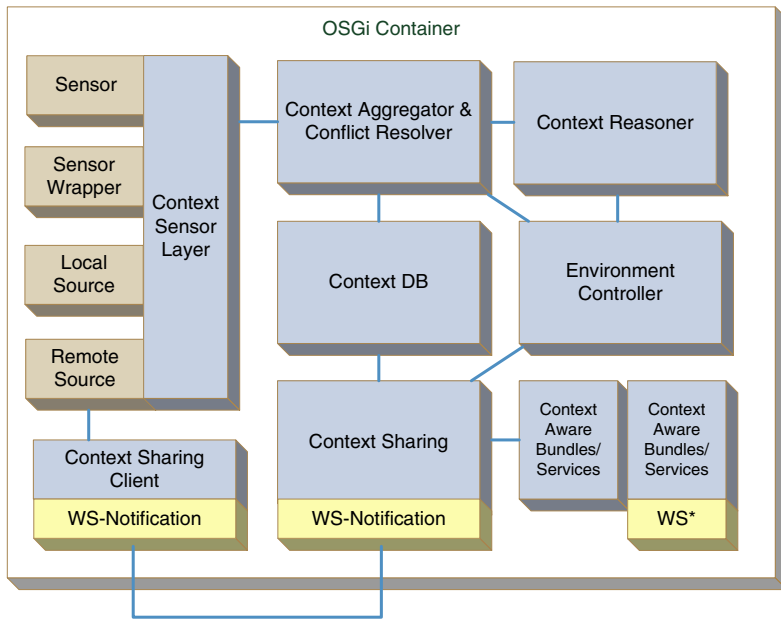 OSGi Container
Sensor
Sensor
Wrapper
Local
Source
Remote
Source
Context
Sensor
Layer
Context Aggregator &
Conflict Resolver
Context Reasoner
Context DB
Environment
Controller
Context Sharing
Client
WS-Notification
Context Sharing
WS-Notification
Context
Aware
Bundles/
Services
Context
Aware
Bundles/
Services
WS*